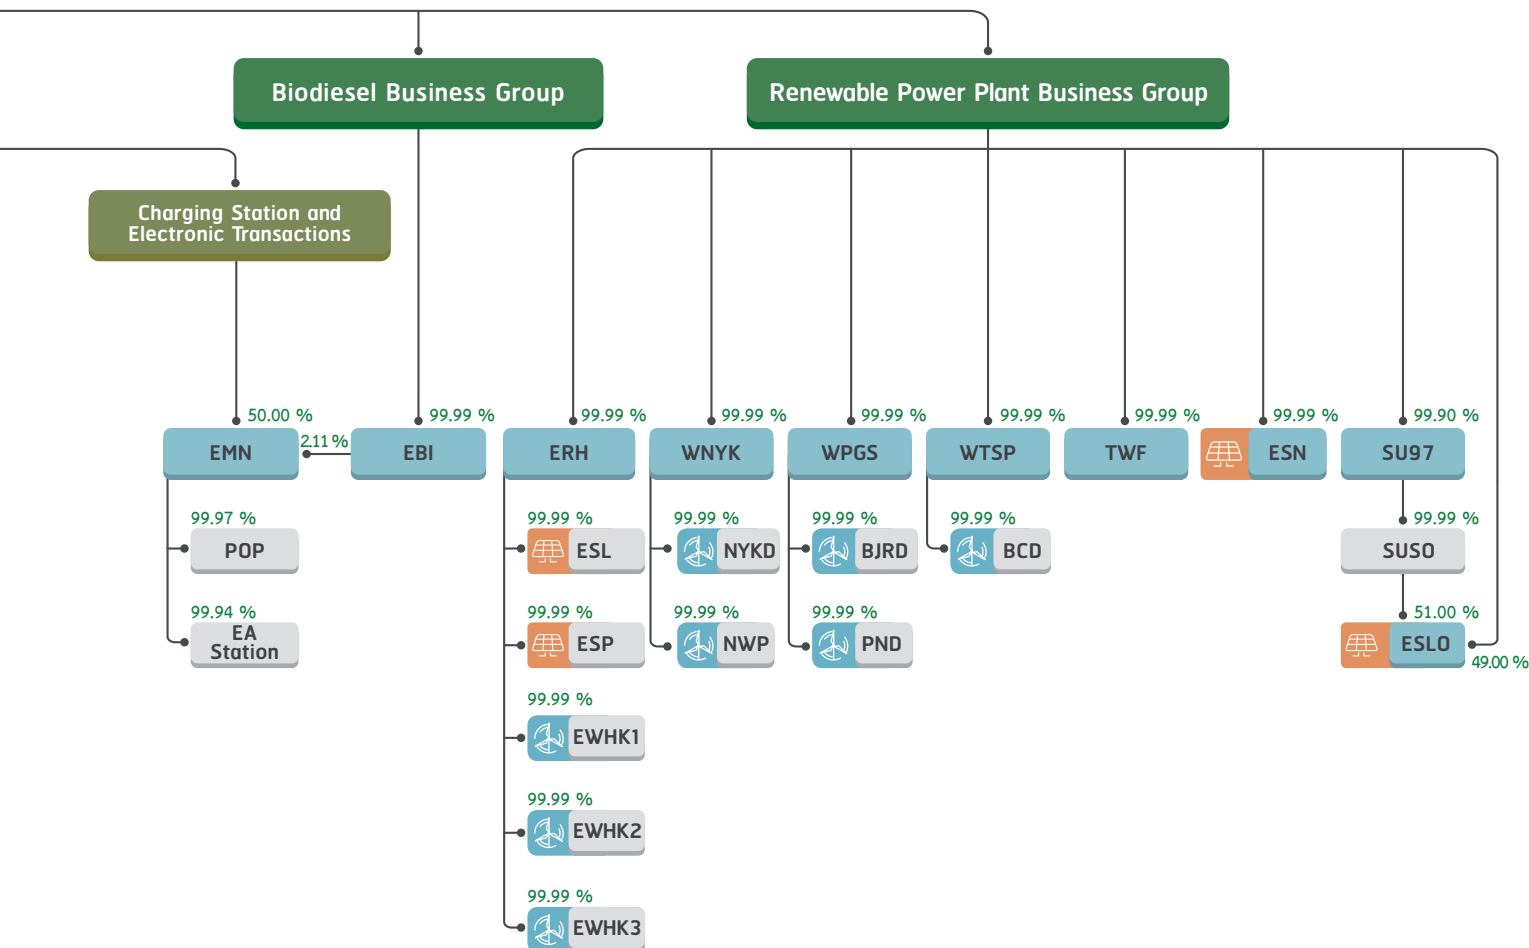 Biodiesel Business Group
Renewable Power Plant Business Group
Charging Station and
Electronic Transactions
50.00 %
99.99 %
99.99 %
99.99 %
99.99 %
99.99 %
99.99 %
99.99 %
99.90 %
EMN
2.11 %
EBI
ERH
WNYK
WPGS
WTSP
TWF
ESN
SU97
99.97 %
99.99 %
99.99 %
99.99 %
99.99 %
99.99 %
POP
ESL
NYKD
BJRD
BCD
SUSO
99.94 %
99.99 %
99.99 %
99.99 %
51.00 %
EA
Station
ESP
NWP
PND
ESLO
49.00 %
99.99 %
EWHK1
99.99 %
EWHK2
99.99 %
EWHK3